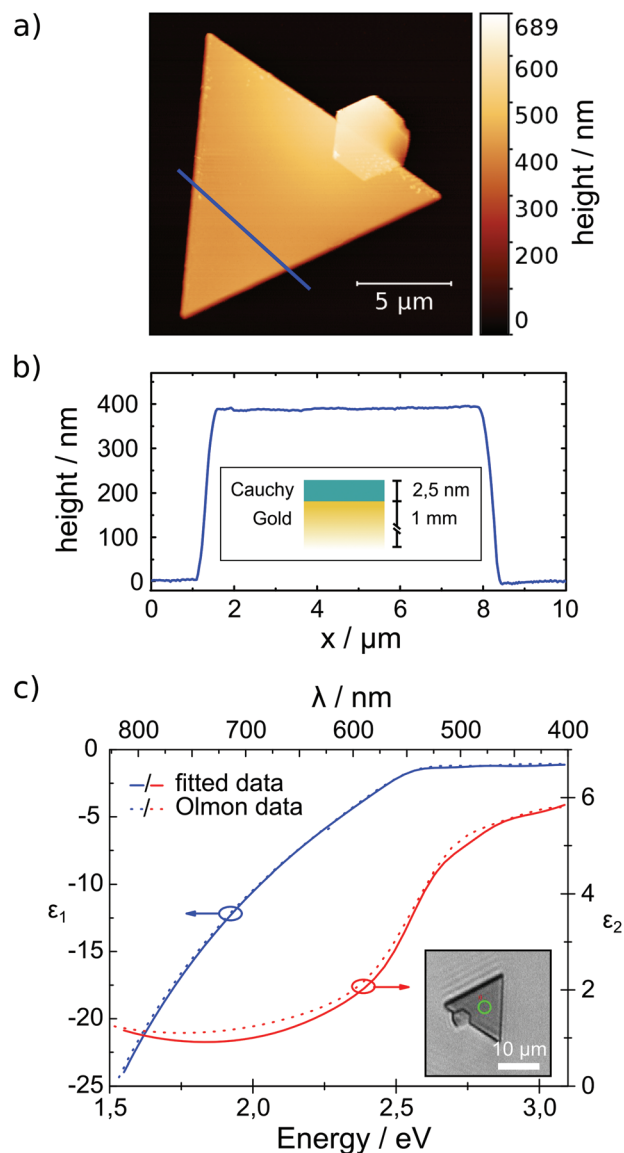 a)
689
600
500
400
300
200
100
0
height / nm
5 µm
b)
400
300
200
100
0
height / nm
Cauchy
2,5 nm
Gold
1 mm
0 2 4 6 8 10
x / µm
c)
λ / nm
800 700 600 500 400
0
-5
-10
-15
-20
-25
ε1
-/- fitted data
/ Olmon data
6
4
2
0
ε2
10 µm
1,5 2,0 2,5 3,0
Energy / eV